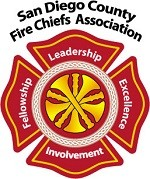 San Diego County
Fire Chiefs Association
Leadership
Fellowship
Excellence
Involvement